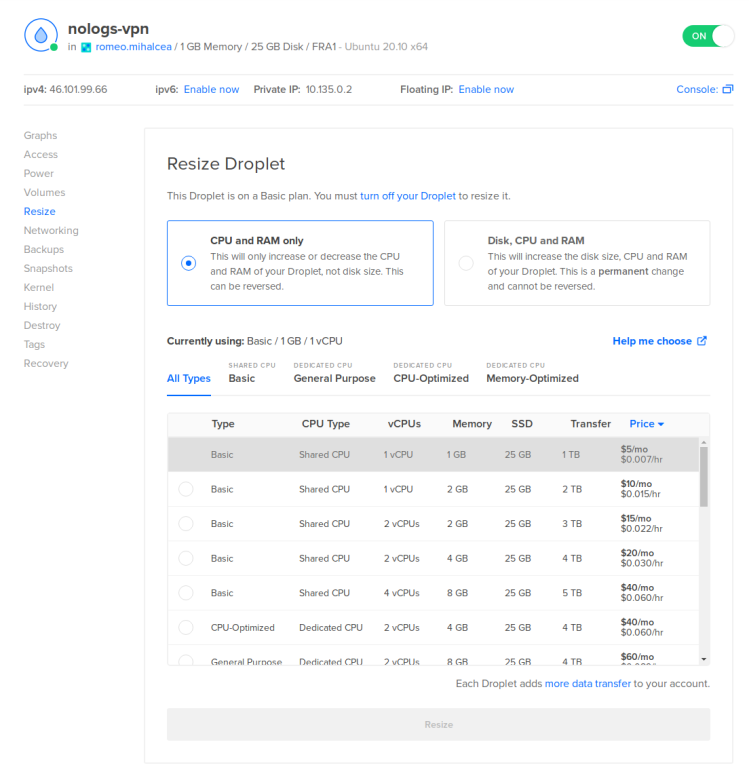 nologs-vpn
in romeo.mihalcea / 1 GB Memory / 25 GB Disk / FRA1 - Ubuntu 20.10 x64
ON
ipv4: 46.101.99.66 ipv6: Enable now Private IP: 10.135.0.2 Floating IP: Enable now Console:
Graphs
Access
Power
Volumes
Resize
Networking
Backups
Snapshots
Kernel
History
Destroy
Tags
Recovery
Resize Droplet
This Droplet is on a Basic plan. You must turn off your Droplet to resize it.
CPU and RAM only
This will only increase or decrease the CPU
and RAM of your Droplet, not disk size. This
can be reversed.
Disk, CPU and RAM
This will increase the disk size, CPU and RAM
of your Droplet. This is a permanent change
and cannot be reversed.
Currently using: Basic / 1 GB / 1 vCPU
Help me choose
All Types
SHARED CPU
Basic
DEDICATED CPU
General Purpose
DEDICATED CPU
CPU-Optimized
DEDICATED CPU
Memory-Optimized
Type CPU Type vCPUs Memory SSD Transfer Price
Basic Shared CPU 1 vCPU 1 GB 25 GB 1 TB $5/mo
$0.007/hr
Basic Shared CPU 1 vCPU 2 GB 25 GB 2 TB $10/mo
$0.015/hr
Basic Shared CPU 2 vCPUs 2 GB 25 GB 3 TB $15/mo
$0.022/hr
Basic Shared CPU 2 vCPUs 4 GB 25 GB 4 TB $20/mo
$0.030/hr
Basic Shared CPU 4 vCPUs 8 GB 25 GB 5 TB $40/mo
$0.060/hr
CPU-Optimized Dedicated CPU 2 vCPUs 4 GB 25 GB 4 TB $40/mo
$0.060/hr
General Purpose Dedicated CPU 2 vCPUs 8 GB 25 GB 4 TB $60/mo
Each Droplet adds more data transfer to your account.
Resize